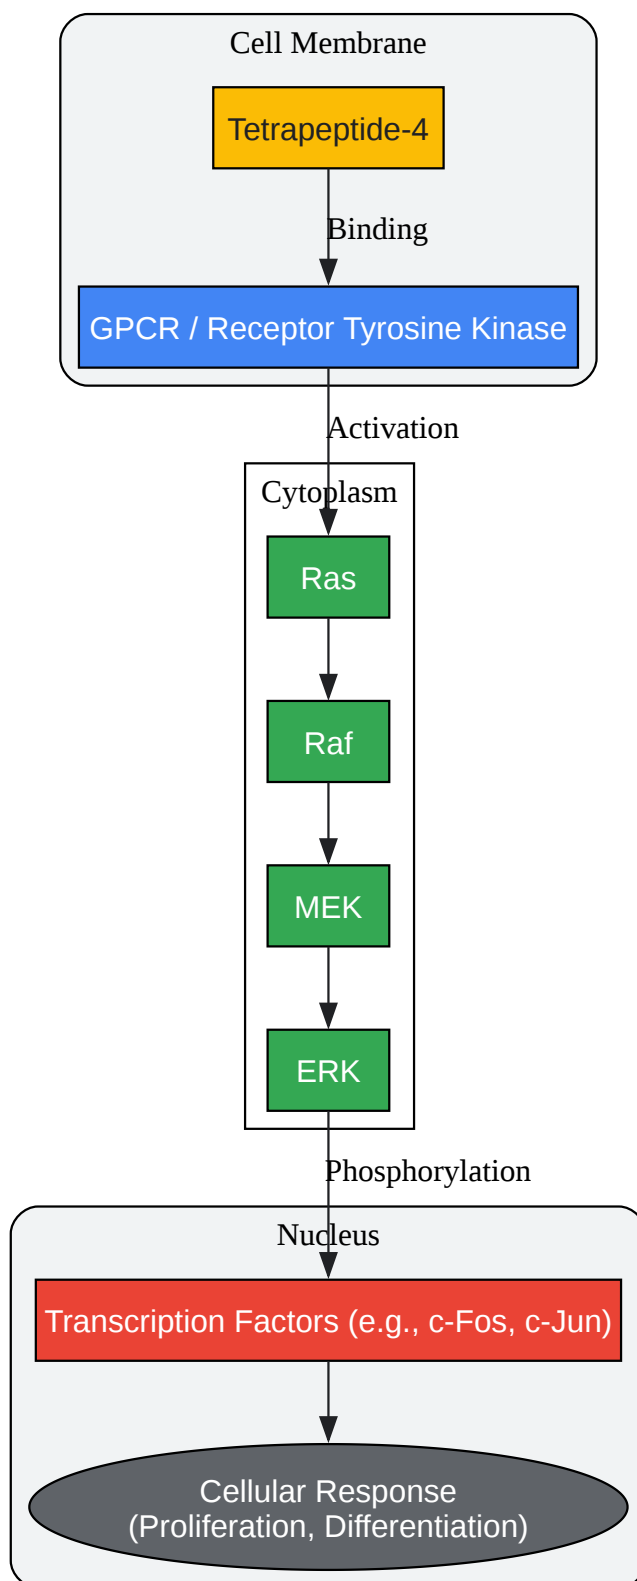 Cell Membrane
Tetrapeptide-4
Binding
GPCR / Receptor Tyrosine Kinase
Activation
Cytoplasm
Ras
Raf
MEK
ERK
Phosphorylation
Nucleus
Transcription Factors (e.g., c-Fos, c-Jun)
Cellular Response
(Proliferation, Differentiation)